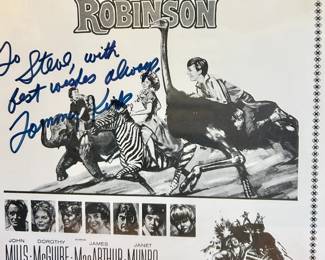 ROBINSON
To Steve, with
best wishes always
Tommy Kirk
JOHN DOROTHY JAMES JANET
MILLS·McGUIRE·MacARTHUR·MUNRO